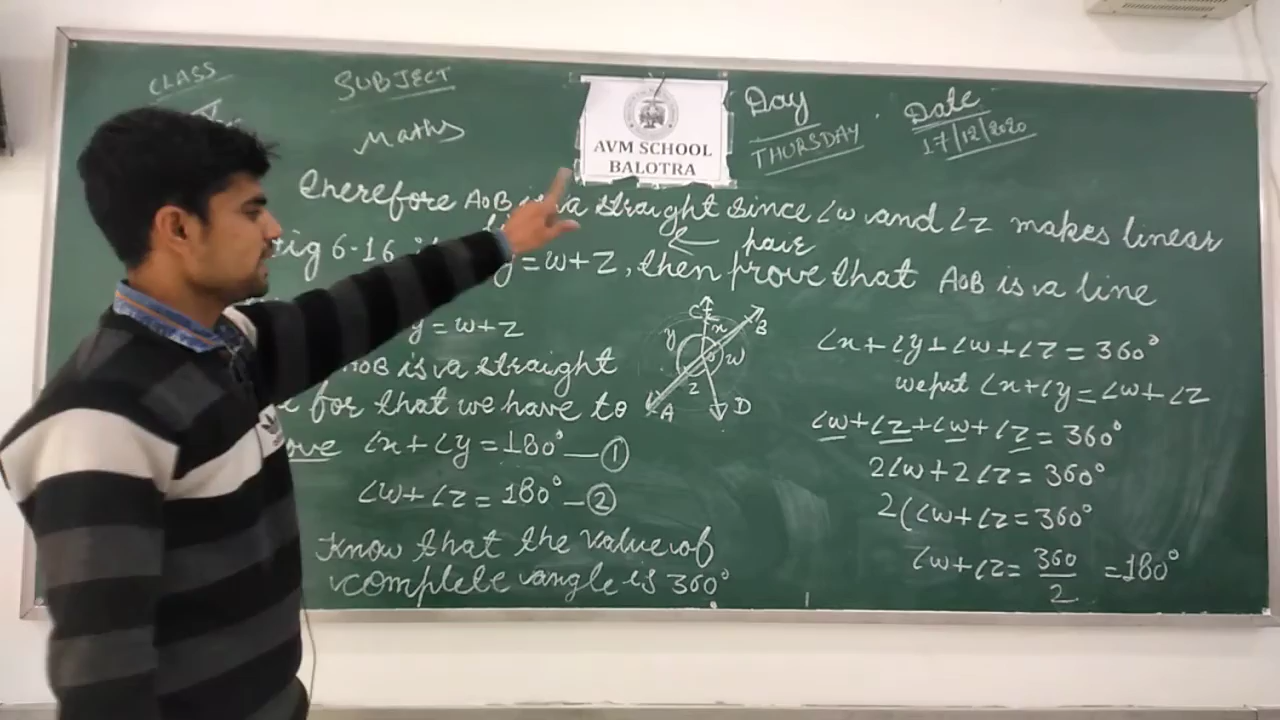 CLASS
SUBJECT
Maths
AVM SCHOOL
BALOTRA
Day
THURSDAY
Date
17/12/2020
therefore AOB is a straight since ∠w and ∠z makes linear
pair
Fig 6.16 y = w+z, then prove that AOB is a line
y = w+z
AOB is a straight
for that we have to
∠x + ∠y = 180° — ①
∠w + ∠z = 180° — ②
Know that the value of
complete angle is 360°
C
x
B
y
O
w
z
A
D
∠x + ∠y + ∠w + ∠z = 360°
we put ∠x + ∠y = ∠w + ∠z
∠w + ∠z + ∠w + ∠z = 360°
2∠w + 2∠z = 360°
2(∠w + ∠z = 360°
∠w + ∠z = 360/2 = 180°